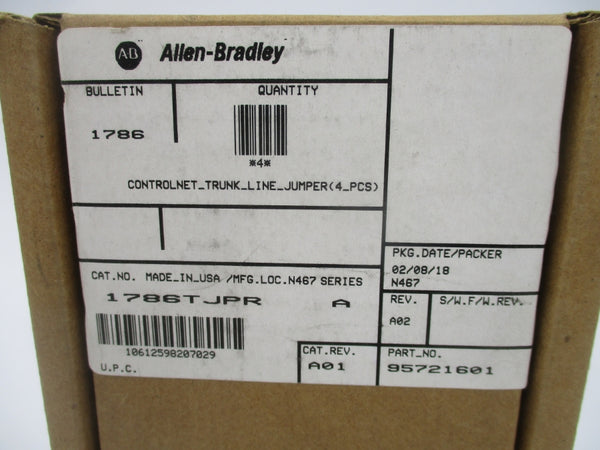 AB Allen-Bradley
BULLETIN QUANTITY
1786
*4*
CONTROLNET_TRUNK_LINE_JUMPER(4_PCS)
PKG.DATE/PACKER
02/08/18
N467
CAT.NO. MADE_IN_USA /MFG.LOC.N467 SERIES
1786TJPR A
REV. S/W.F/W.REV.
A02
10612598207029
U.P.C.
CAT.REV.
A01
PART_NO.
95721601